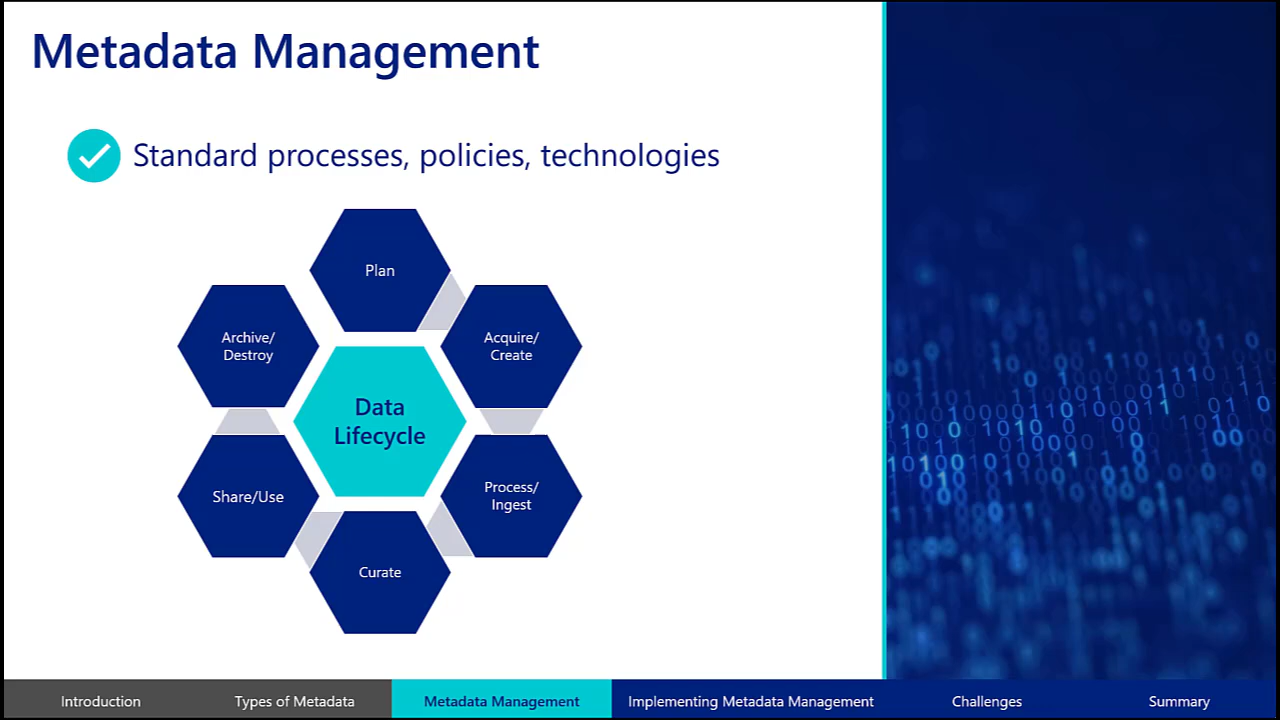 Metadata Management
Standard processes, policies, technologies
Plan
Acquire/
Create
Process/
Ingest
Curate
Share/Use
Archive/
Destroy
Data
Lifecycle
Introduction
Types of Metadata
Metadata Management
Implementing Metadata Management
Challenges
Summary